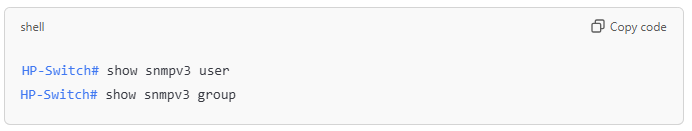 shell
Copy code
HP-Switch# show snmpv3 user
HP-Switch# show snmpv3 group